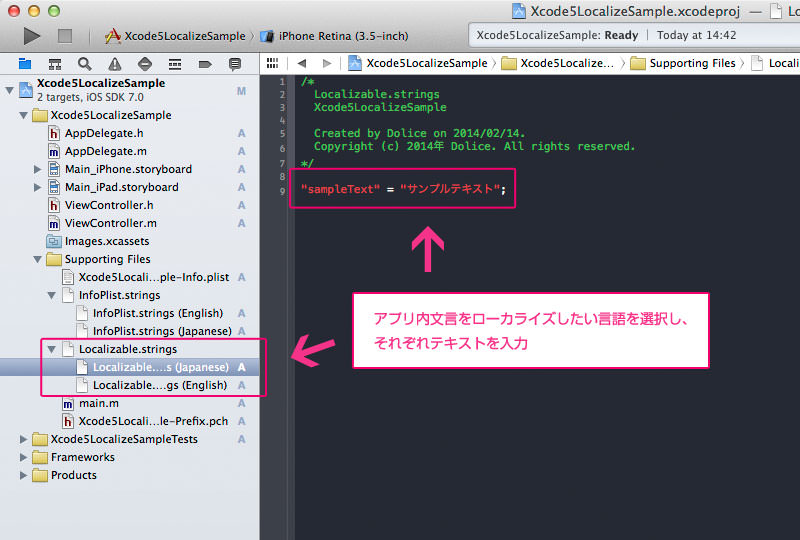 Xcode5LocalizeSample.xcodeproj — Lo
Xcode5LocalizeSample iPhone Retina (3.5-inch)
Xcode5LocalizeSample: Ready Today at 14:42
Xcode5LocalizeSample Xcode5Localize... Supporting Files Locali
Xcode5LocalizeSample M
2 targets, iOS SDK 7.0
Xcode5LocalizeSample
AppDelegate.h A
AppDelegate.m A
Main_iPhone.storyboard A
Main_iPad.storyboard A
ViewController.h A
ViewController.m A
Images.xcassets
Supporting Files
Xcode5Locali...ple-Info.plist A
InfoPlist.strings
InfoPlist.strings (English) A
InfoPlist.strings (Japanese) A
Localizable.strings
Localizable....s (Japanese) A
Localizable....gs (English) A
main.m A
Xcode5Locali...le-Prefix.pch A
Xcode5LocalizeSampleTests A
Frameworks
Products
1 /*
2 Localizable.strings
3 Xcode5LocalizeSample
4
5 Created by Dolice on 2014/02/14.
6 Copyright (c) 2014年 Dolice. All rights reserved.
7 */
8
9 "sampleText" = "サンプルテキスト";
アプリ内文言をローカライズしたい言語を選択し、
それぞれテキストを入力